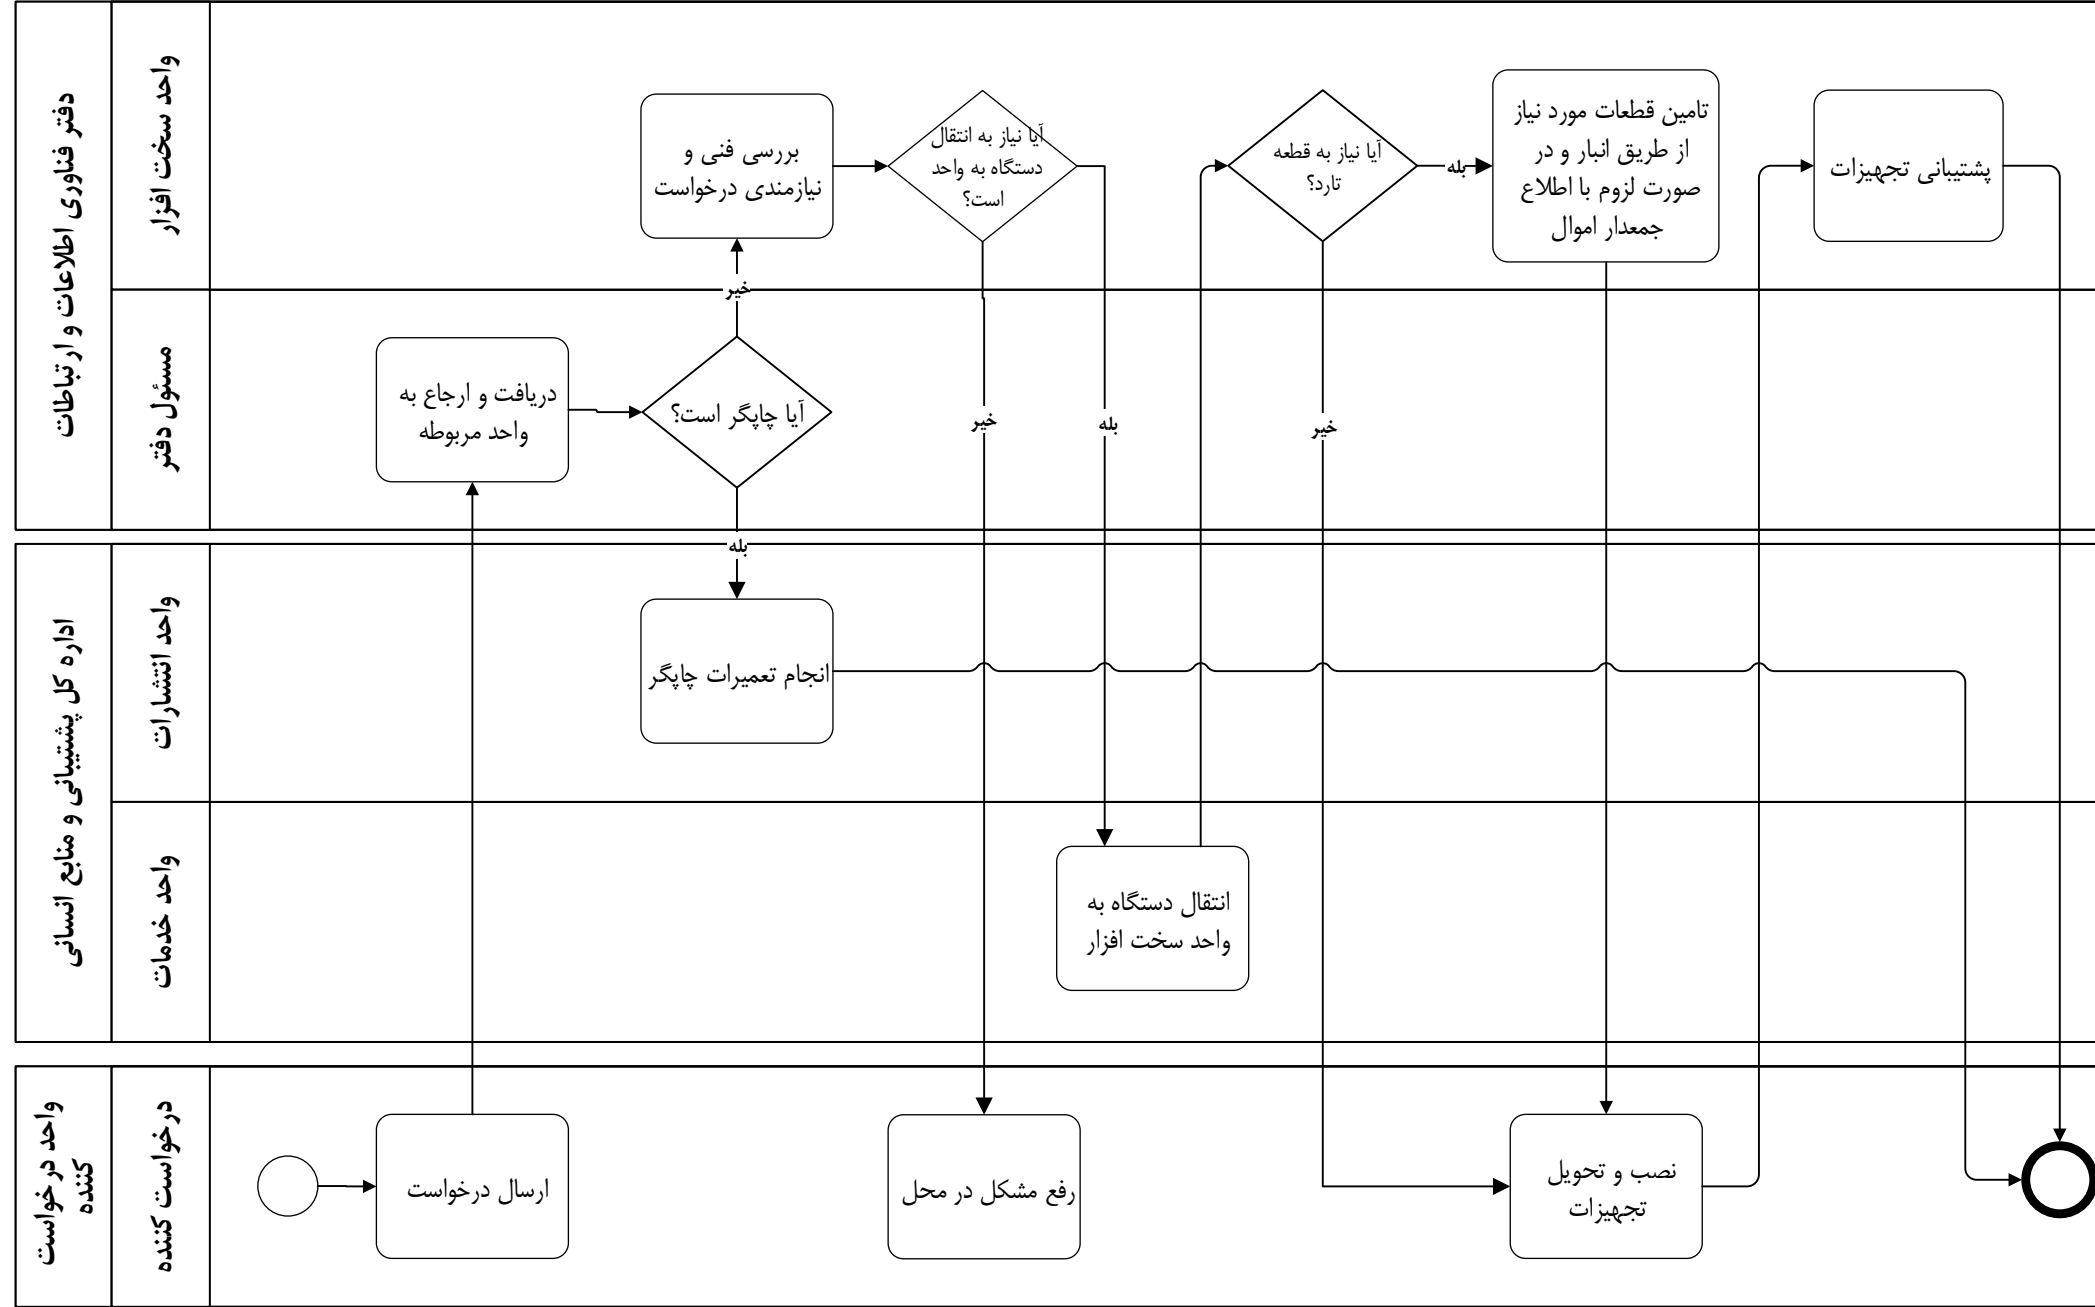 دفتر فناوری اطلاعات و ارتباطات
واحد سخت افزار
بررسی فنی و
نیازمندی درخواست
آیا نیاز به انتقال
دستگاه به واحد
است؟
آیا نیاز به قطعه
تارد؟
بله
تامین قطعات مورد نیاز
از طریق انبار و در
صورت لزوم با اطلاع
جمعدار اموال
پشتیبانی تجهیزات
خیر
مسئول دفتر
دریافت و ارجاع به
واحد مربوطه
آیا چاپگر است؟
خیر
بله
خیر
بله
اداره کل پشتیبانی و منابع انسانی
واحد انتشارات
انجام تعمیرات چاپگر
واحد خدمات
انتقال دستگاه به
واحد سخت افزار
واحد درخواست
کننده
درخواست کننده
ارسال درخواست
رفع مشکل در محل
نصب و تحویل
تجهیزات